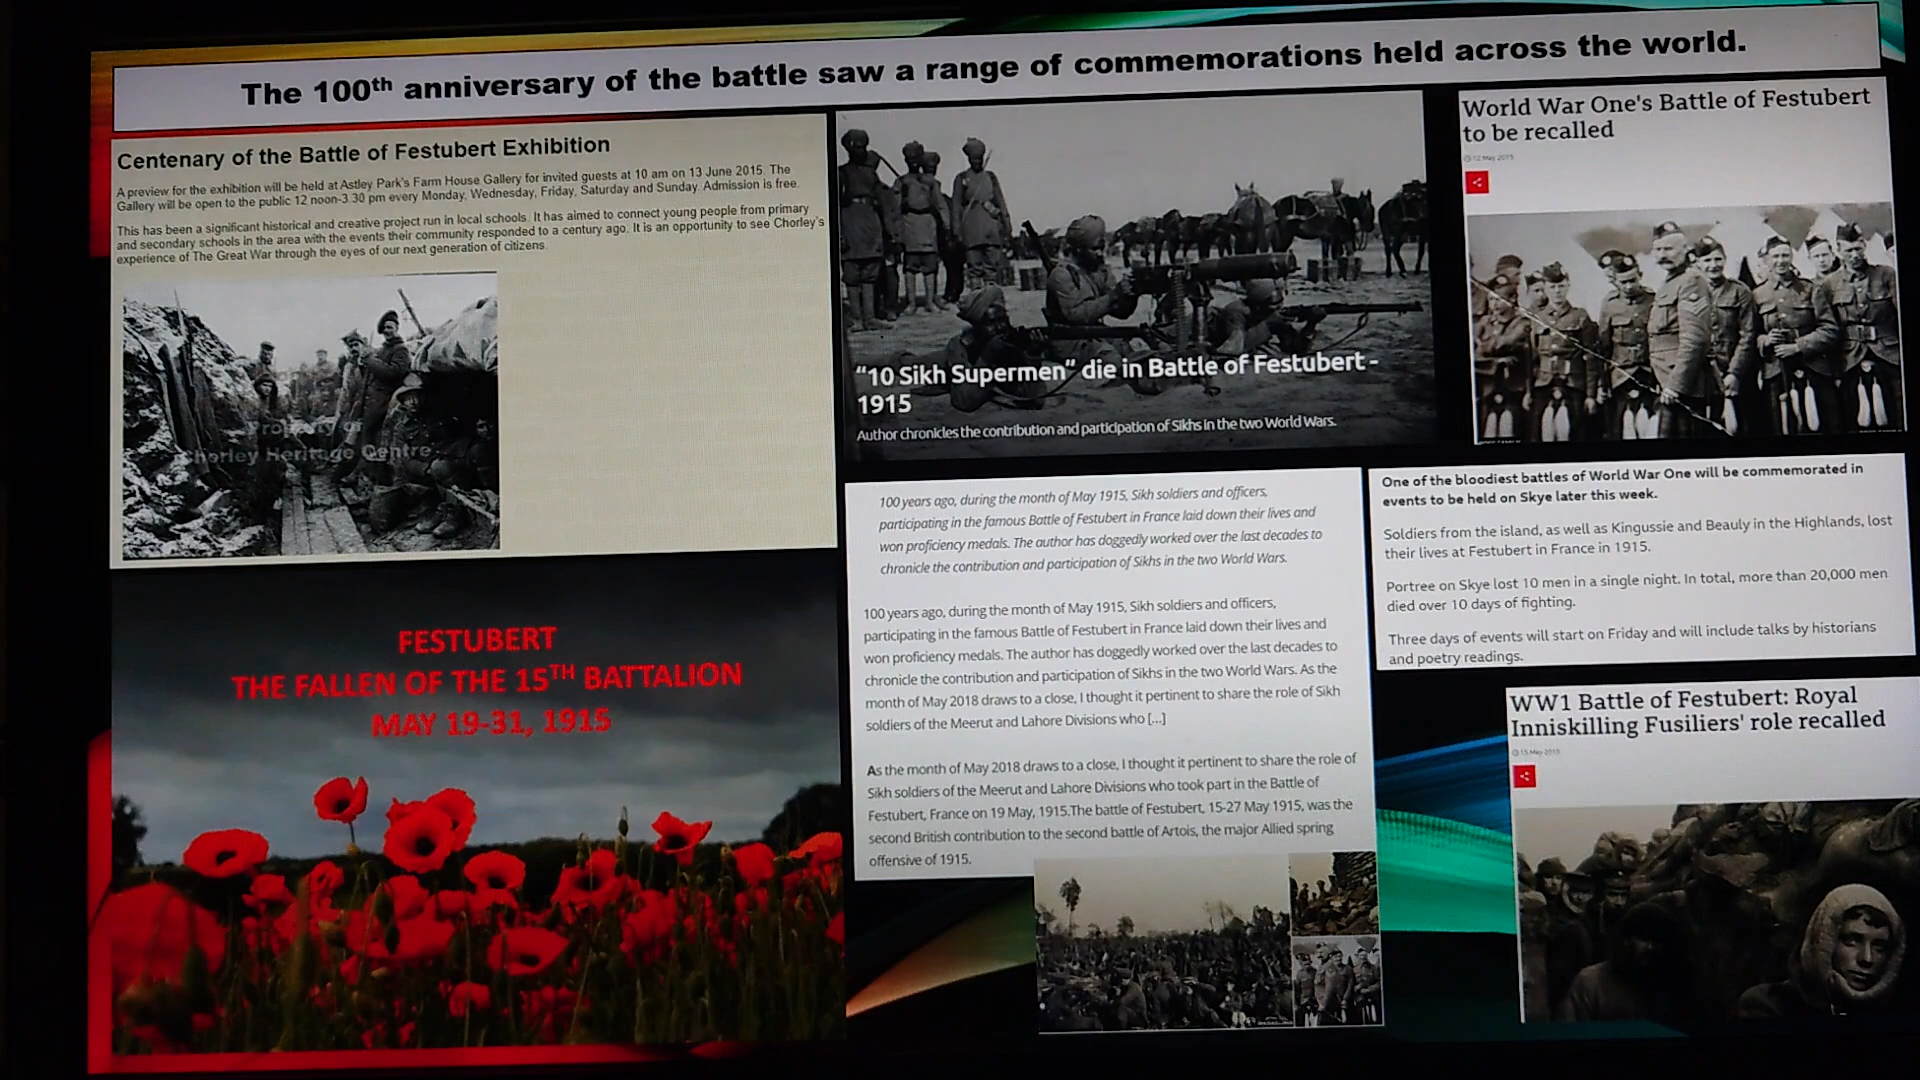 The 100th anniversary of the battle saw a range of commemorations held across the world.
Centenary of the Battle of Festubert Exhibition
A preview for the exhibition will be held at Astley Park's Farm House Gallery for invited guests at 10 am on 13 June 2015. The
Gallery will be open to the public 12 noon-3.30 pm every Monday, Wednesday, Friday, Saturday and Sunday. Admission is free.
This has been a significant historical and creative project run in local schools. It has aimed to connect young people from primary
and secondary schools in the area with the events their community responded to a century ago. It is an opportunity to see Chorley's
experience of The Great War through the eyes of our next generation of citizens.
Property of
Chorley Heritage Centre
FESTUBERT
THE FALLEN OF THE 15TH BATTALION
MAY 19-31, 1915
"10 Sikh Supermen" die in Battle of Festubert -
1915
Author chronicles the contribution and participation of Sikhs in the two World Wars.
100 years ago, during the month of May 1915, Sikh soldiers and officers,
participating in the famous Battle of Festubert in France laid down their lives and
won proficiency medals. The author has doggedly worked over the last decades to
chronicle the contribution and participation of Sikhs in the two World Wars.
100 years ago, during the month of May 1915, Sikh soldiers and officers,
participating in the famous Battle of Festubert in France laid down their lives and
won proficiency medals. The author has doggedly worked over the last decades to
chronicle the contribution and participation of Sikhs in the two World Wars. As the
month of May 2018 draws to a close, I thought it pertinent to share the role of Sikh
soldiers of the Meerut and Lahore Divisions who [...]
As the month of May 2018 draws to a close, I thought it pertinent to share the role of
Sikh soldiers of the Meerut and Lahore Divisions who took part in the Battle of
Festubert, France on 19 May, 1915.The battle of Festubert, 15-27 May 1915, was the
second British contribution to the second battle of Artois, the major Allied spring
offensive of 1915.
World War One's Battle of Festubert
to be recalled
12 May 2015
One of the bloodiest battles of World War One will be commemorated in
events to be held on Skye later this week.
Soldiers from the island, as well as Kingussie and Beauly in the Highlands, lost
their lives at Festubert in France in 1915.
Portree on Skye lost 10 men in a single night. In total, more than 20,000 men
died over 10 days of fighting.
Three days of events will start on Friday and will include talks by historians
and poetry readings.
WW1 Battle of Festubert: Royal
Inniskilling Fusiliers' role recalled
15 May 2015